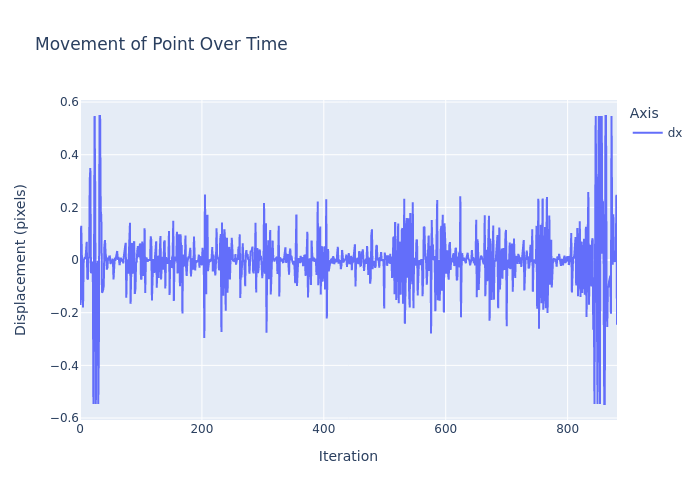 Movement of Point Over Time
Axis
dx
Displacement (pixels)
0.6
0.4
0.2
0
−0.2
−0.4
−0.6
0 200 400 600 800
Iteration